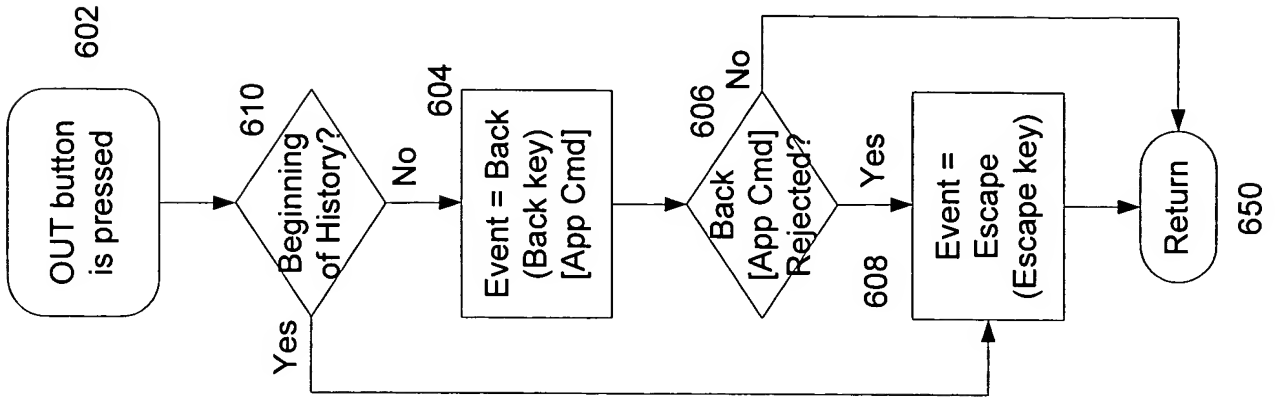 OUT button
is pressed
602
610
Beginning
of History?
Yes
No
604
Event = Back
(Back key)
[App Cmd]
606
Back
[App Cmd]
Rejected?
No
Yes
608
Event =
Escape
(Escape key)
Return
650